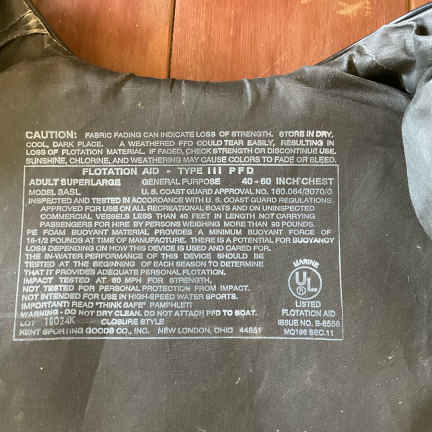 CAUTION: FABRIC FADING CAN INDICATE LOSS OF STRENGTH. STORE IN DRY,
COOL, DARK PLACE. A WEATHERED PFD COULD TEAR EASILY, RESULTING IN
LOSS OF FLOTATION MATERIAL. IF FADED, CHECK STRENGTH OR DISCONTINUE USE.
SUNSHINE, CHLORINE, AND WEATHERING MAY CAUSE COLORS TO FADE OR BLEED.
FLOTATION AID - TYPE III PFD
ADULT SUPERLARGE GENERAL PURPOSE 40-60 INCH CHEST
MODEL SASL U.S. COAST GUARD APPROVAL NO. 160.064/3070/0
INSPECTED AND TESTED IN ACCORDANCE WITH U. S. COAST GUARD REGULATIONS.
APPROVED FOR USE ON ALL RECREATIONAL BOATS AND ON UNINSPECTED
COMMERCIAL VESSELS LESS THAN 40 FEET IN LENGTH NOT CARRYING
PASSENGERS FOR HIRE BY PERSONS WEIGHING MORE THAN 90 POUNDS.
PE FOAM BUOYANT MATERIAL PROVIDES A MINIMUM BUOYANT FORCE OF
15-1/2 POUNDS AT TIME OF MANUFACTURE. THERE IS A POTENTIAL FOR BUOYANCY
LOSS DEPENDING ON HOW THIS DEVICE IS USED AND CARED FOR.
THE IN-WATER PERFORMANCE OF THIS DEVICE SHOULD BE
TESTED AT THE BEGINNING OF EACH SEASON TO DETERMINE
THAT IT PROVIDES ADEQUATE PERSONAL FLOTATION.
IMPACT TESTED AT 50 MPH FOR STRENGTH.
NOT TESTED FOR PERSONAL PROTECTION FROM IMPACT.
NOT INTENDED FOR USE IN HIGH-SPEED WATER SPORTS.
IMPORTANT! READ "THINK SAFE" PAMPHLET!
WARNING - DO NOT DRY CLEAN. DO NOT ATTACH PFD TO BOAT.
LOT CLOSURE STYLE
KENT SPORTING GOODS CO., INC. NEW LONDON, OHIO 44851
MARINE
UL
LISTED
FLOTATION AID
ISSUE NO. B-6556
MQ196 SEC.11